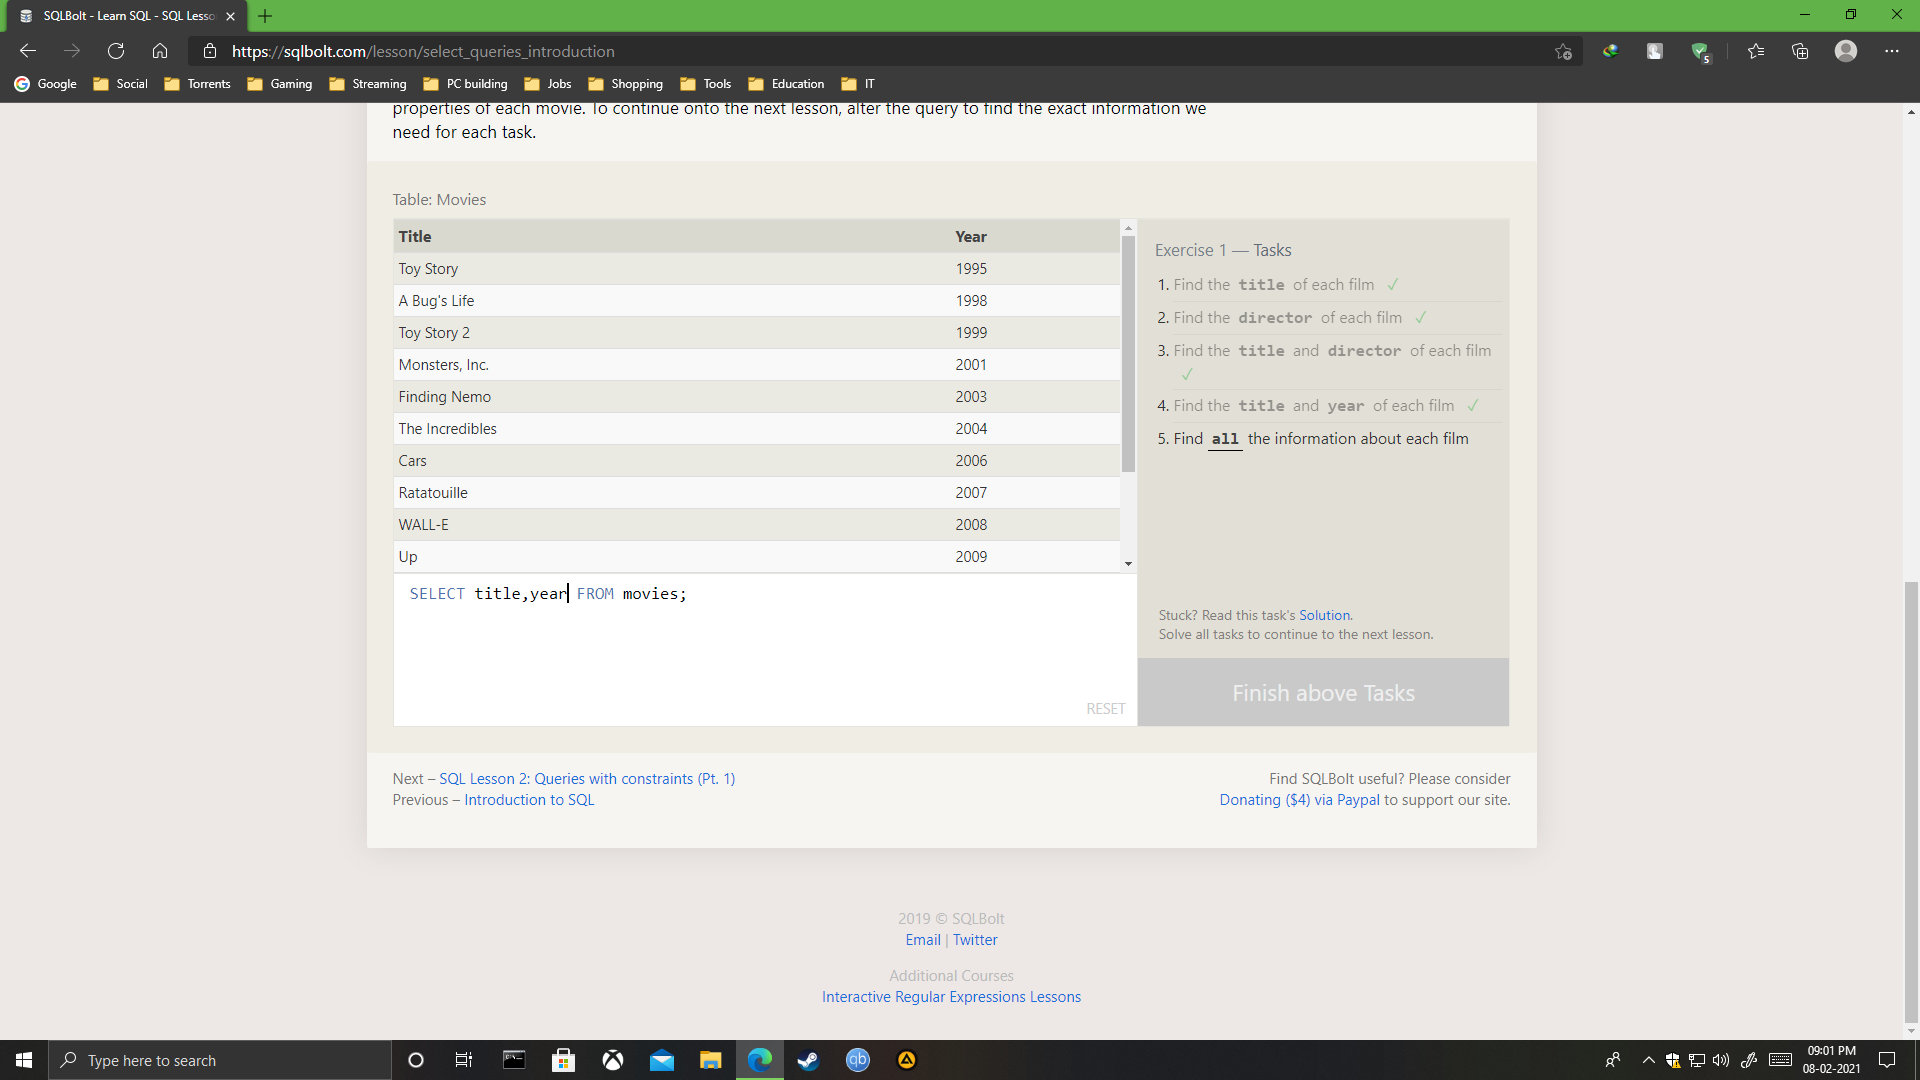 SQLBolt - Learn SQL - SQL Lesso
https://sqlbolt.com/lesson/select_queries_introduction
5
Google Social Torrents Gaming Streaming PC building Jobs Shopping Tools Education IT
properties of each movie. To continue onto the next lesson, alter the query to find the exact information we
need for each task.
Table: Movies
Title Year
Toy Story 1995
A Bug's Life 1998
Toy Story 2 1999
Monsters, Inc. 2001
Finding Nemo 2003
The Incredibles 2004
Cars 2006
Ratatouille 2007
WALL-E 2008
Up 2009
SELECT title,year FROM movies;
RESET
Exercise 1 — Tasks
1. Find the title of each film ✓
2. Find the director of each film ✓
3. Find the title and director of each film
✓
4. Find the title and year of each film ✓
5. Find all the information about each film
Stuck? Read this task's Solution.
Solve all tasks to continue to the next lesson.
Finish above Tasks
Next – SQL Lesson 2: Queries with constraints (Pt. 1)
Previous – Introduction to SQL
Find SQLBolt useful? Please consider
Donating ($4) via Paypal to support our site.
2019 © SQLBolt
Email | Twitter
Additional Courses
Interactive Regular Expressions Lessons
Type here to search
qb
09:01 PM
08-02-2021